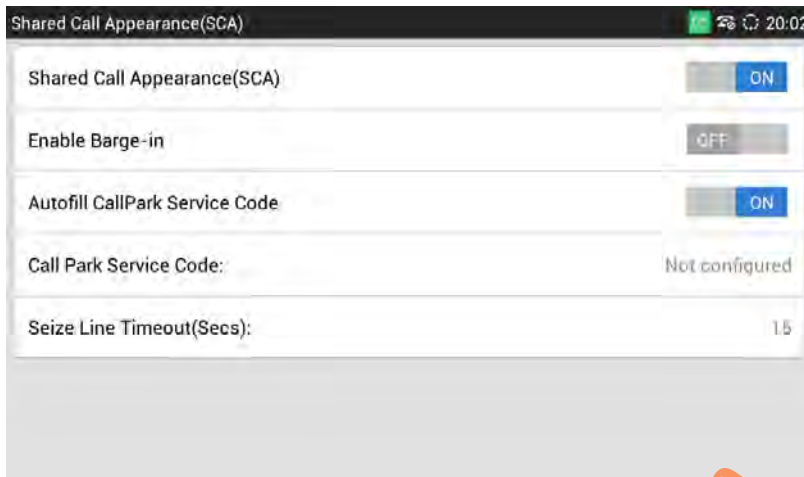 Shared Call Appearance(SCA) 20:02
Shared Call Appearance(SCA) ON
Enable Barge-in OFF
Autofill CallPark Service Code ON
Call Park Service Code: Not configured
Seize Line Timeout(Secs): 15